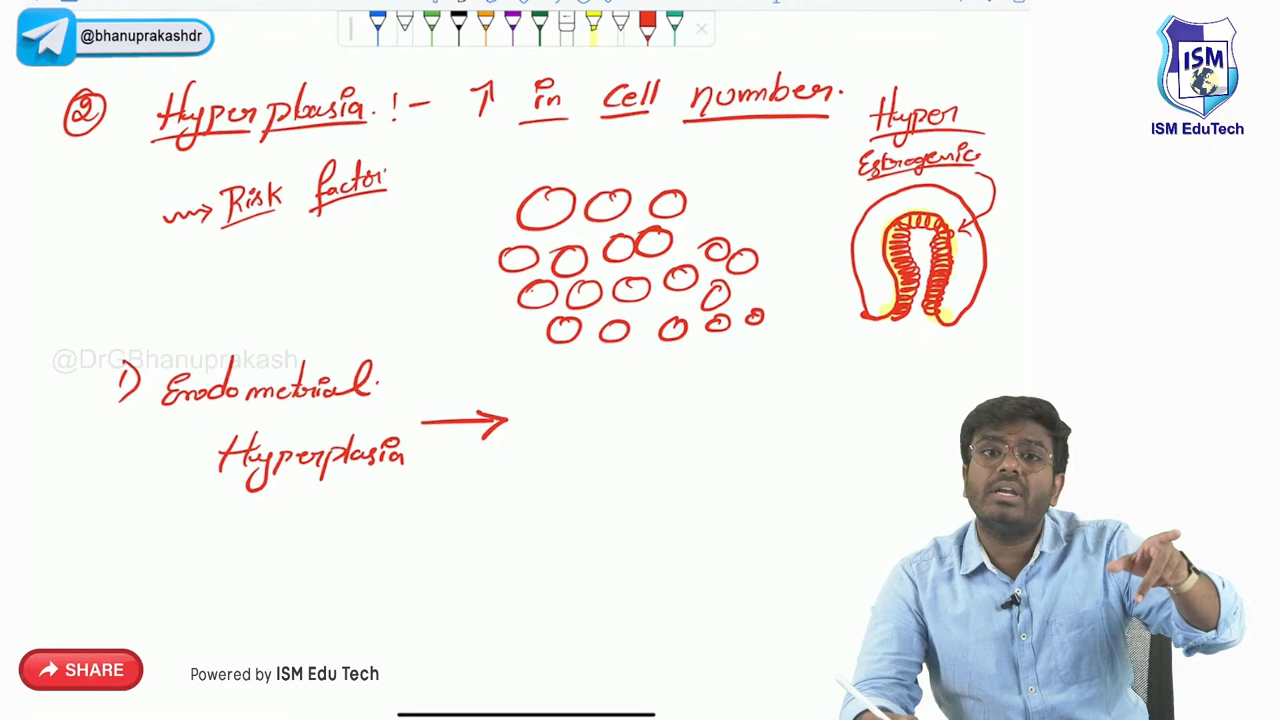 @bhanuprakashdr
ISM
ISM EduTech
② Hyperplasia :- ↑ in cell number.
Hyper
Estrogenic
⇝ Risk factor
@DrGBhanuprakash
1) Endometrial
Hyperplasia →
SHARE
Powered by ISM Edu Tech